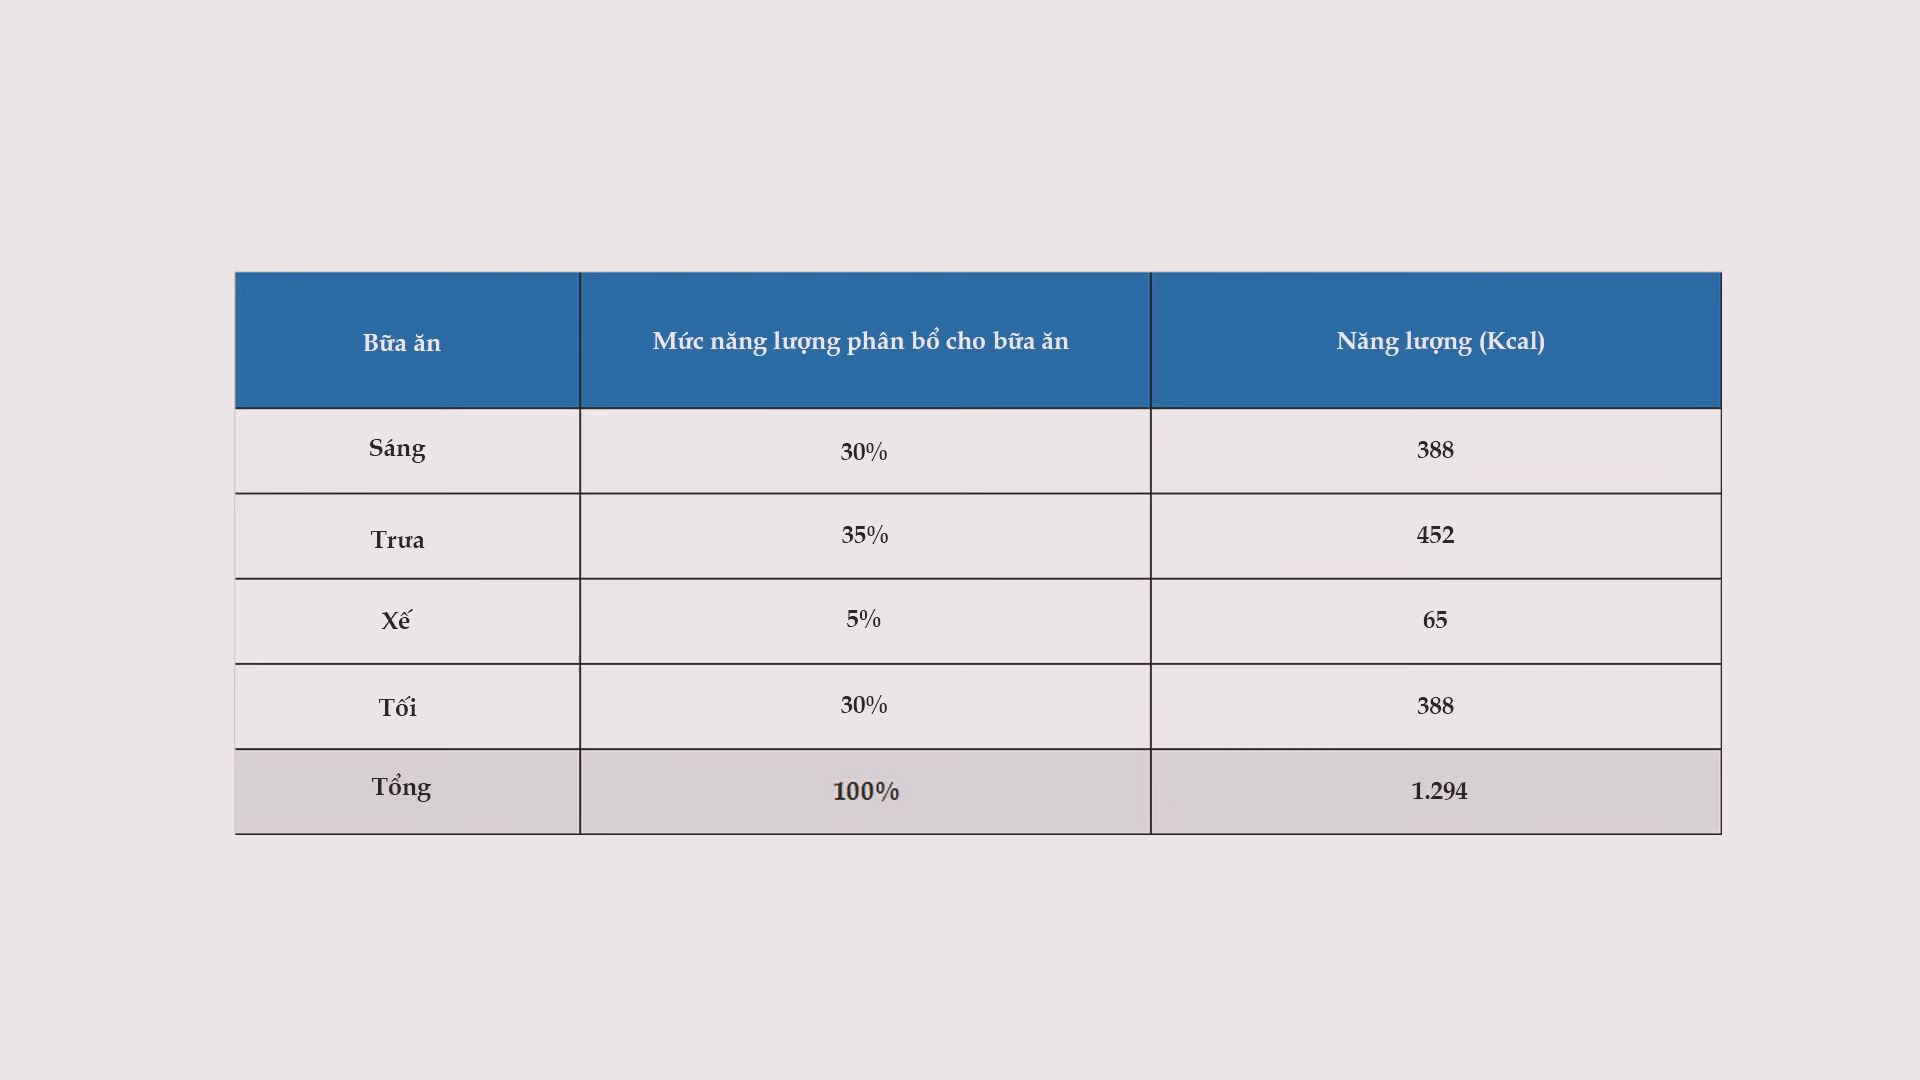 Bữa ăn Mức năng lượng phân bổ cho bữa ăn Năng lượng (Kcal)
Sáng 30% 388
Trưa 35% 452
Xế 5% 65
Tối 30% 388
Tổng 100% 1.294